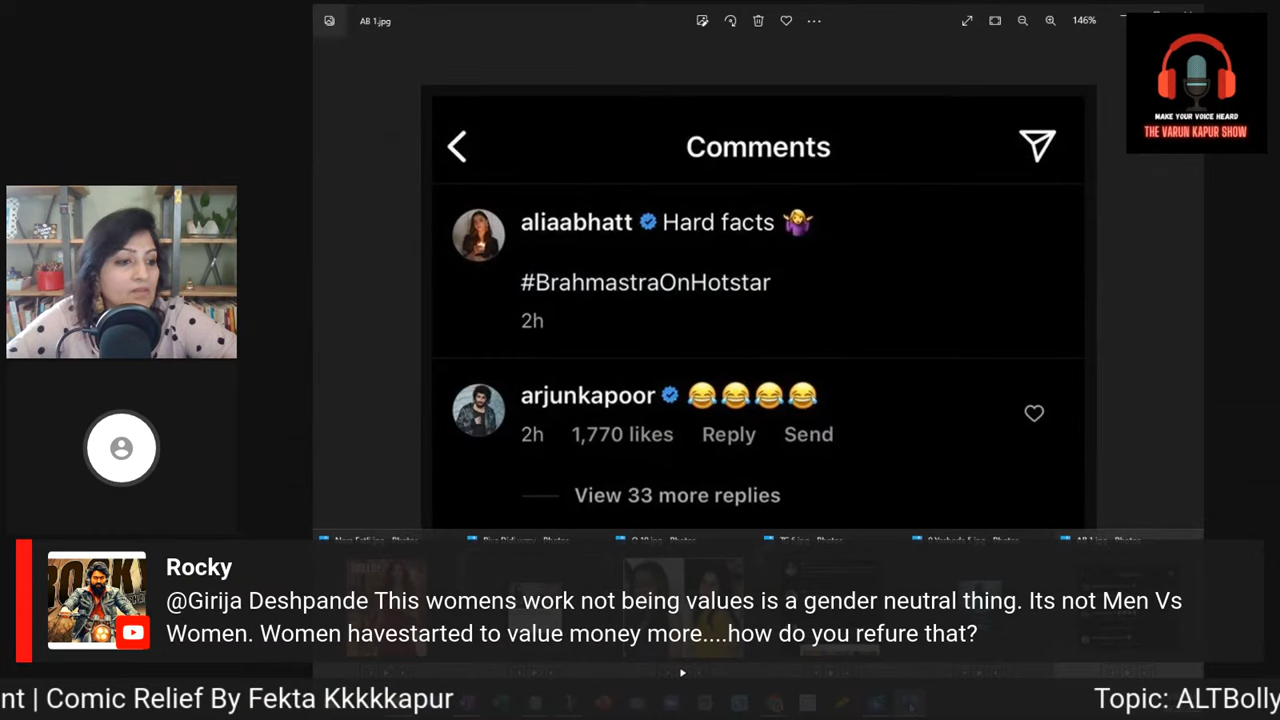 AB 1.jpg
146%
MAKE YOUR VOICE HEARD
THE VARUN KAPUR SHOW
Comments
aliaabhatt Hard facts 🤷‍♀️
#BrahmastraOnHotstar
2h
arjunkapoor 😂😂😂😂
2h 1,770 likes Reply Send
View 33 more replies
Rocky
@Girija Deshpande This womens work not being values is a gender neutral thing. Its not Men Vs
Women. Women havestarted to value money more....how do you refure that?
nt | Comic Relief By Fekta Kkkkkapur
Topic: ALTBolly